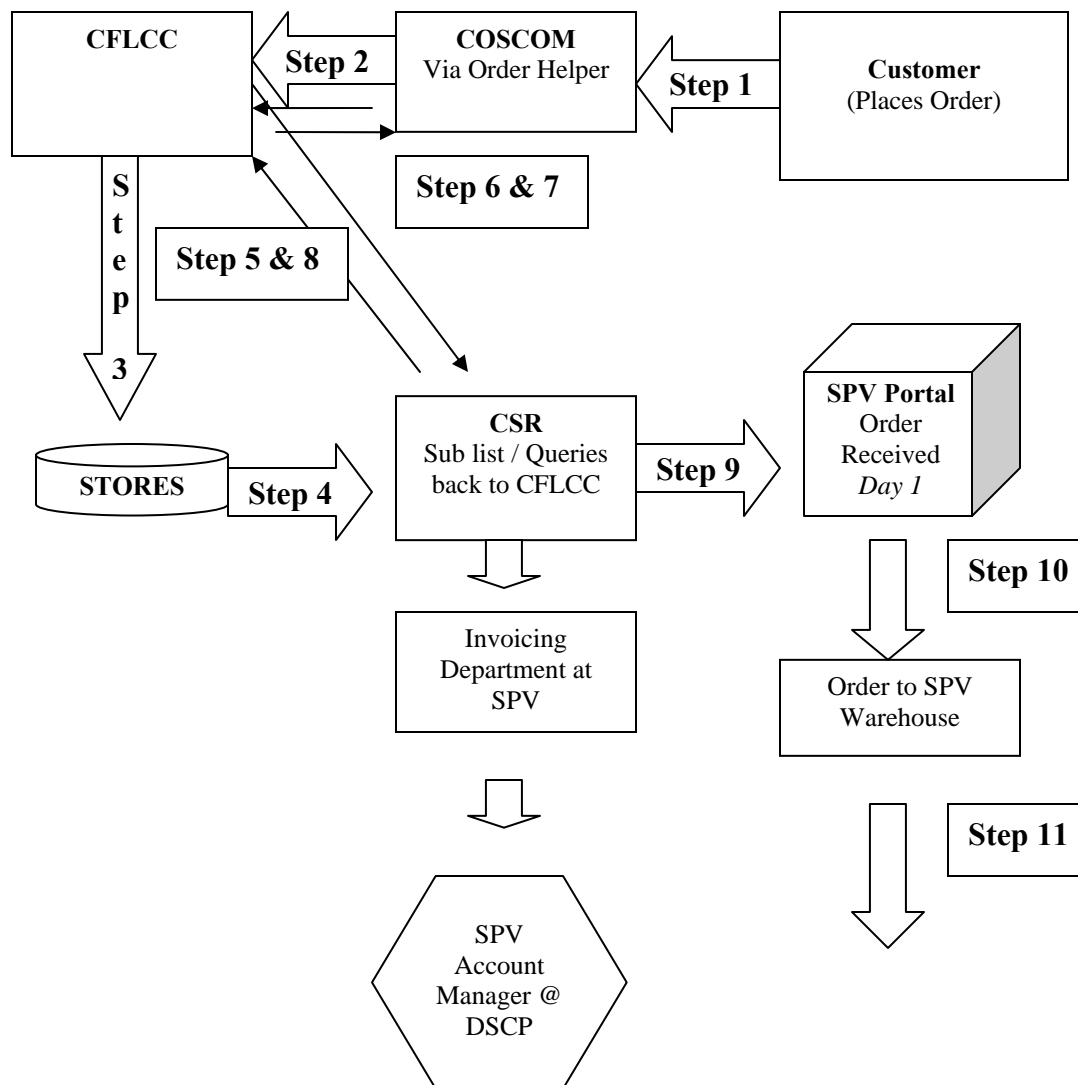 CFLCC
COSCOM
Via Order Helper
Customer
(Places Order)
Step 2
Step 1
Step 6 & 7
S
t
e
p
3
Step 5 & 8
STORES
Step 4
CSR
Sub list / Queries
back to CFLCC
Step 9
SPV Portal
Order
Received
Day 1
Step 10
Invoicing
Department at
SPV
Order to SPV
Warehouse
Step 11
SPV
Account
Manager @
DSCP